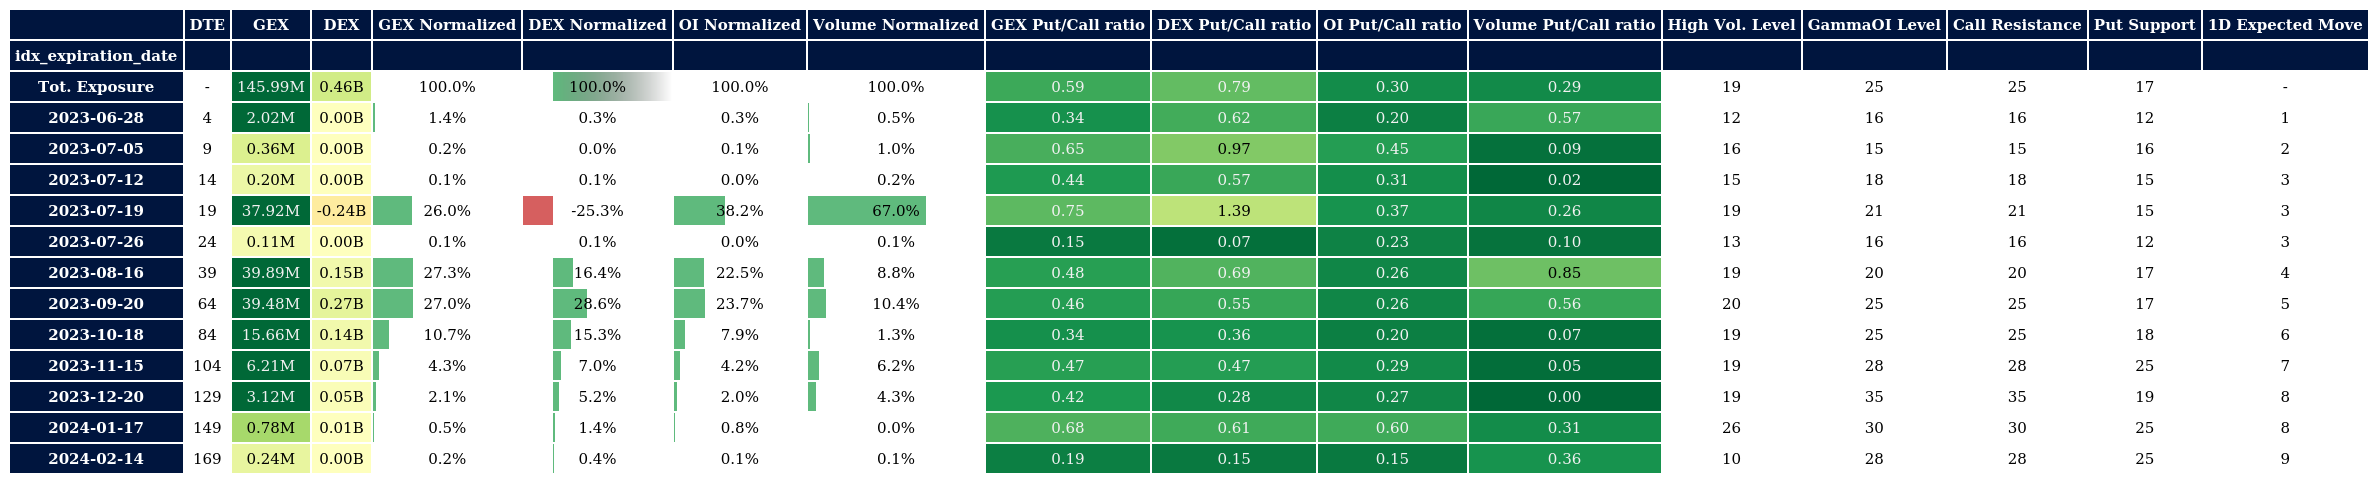 DTE GEX DEX GEX Normalized DEX Normalized OI Normalized Volume Normalized GEX Put/Call ratio DEX Put/Call ratio OI Put/Call ratio Volume Put/Call ratio High Vol. Level GammaOI Level Call Resistance Put Support 1D Expected Move
idx_expiration_date
Tot. Exposure - 145.99M 0.46B 100.0% 100.0% 100.0% 100.0% 0.59 0.79 0.30 0.29 19 25 25 17 -
2023-06-28 4 2.02M 0.00B 1.4% 0.3% 0.3% 0.5% 0.34 0.62 0.20 0.57 12 16 16 12 1
2023-07-05 9 0.36M 0.00B 0.2% 0.0% 0.1% 1.0% 0.65 0.97 0.45 0.09 16 15 15 16 2
2023-07-12 14 0.20M 0.00B 0.1% 0.1% 0.0% 0.2% 0.44 0.57 0.31 0.02 15 18 18 15 3
2023-07-19 19 37.92M -0.24B 26.0% -25.3% 38.2% 67.0% 0.75 1.39 0.37 0.26 19 21 21 15 3
2023-07-26 24 0.11M 0.00B 0.1% 0.1% 0.0% 0.1% 0.15 0.07 0.23 0.10 13 16 16 12 3
2023-08-16 39 39.89M 0.15B 27.3% 16.4% 22.5% 8.8% 0.48 0.69 0.26 0.85 19 20 20 17 4
2023-09-20 64 39.48M 0.27B 27.0% 28.6% 23.7% 10.4% 0.46 0.55 0.26 0.56 20 25 25 17 5
2023-10-18 84 15.66M 0.14B 10.7% 15.3% 7.9% 1.3% 0.34 0.36 0.20 0.07 19 25 25 18 6
2023-11-15 104 6.21M 0.07B 4.3% 7.0% 4.2% 6.2% 0.47 0.47 0.29 0.05 19 28 28 25 7
2023-12-20 129 3.12M 0.05B 2.1% 5.2% 2.0% 4.3% 0.42 0.28 0.27 0.00 19 35 35 19 8
2024-01-17 149 0.78M 0.01B 0.5% 1.4% 0.8% 0.0% 0.68 0.61 0.60 0.31 26 30 30 25 8
2024-02-14 169 0.24M 0.00B 0.2% 0.4% 0.1% 0.1% 0.19 0.15 0.15 0.36 10 28 28 25 9